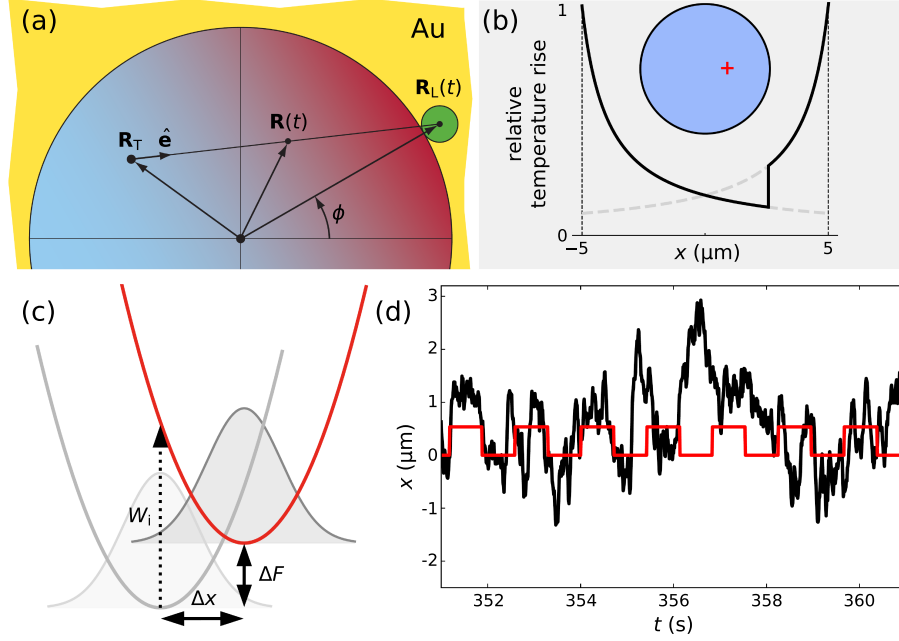 (a)
Au
R_L(t)
R(t)
R_T ê
ϕ
(b)
relative
temperature rise
1
0
−5
5
x (μm)
(c)
W_i
ΔF
Δx
(d)
x (μm)
3
2
1
0
-1
-2
352
354
356
358
360
t (s)